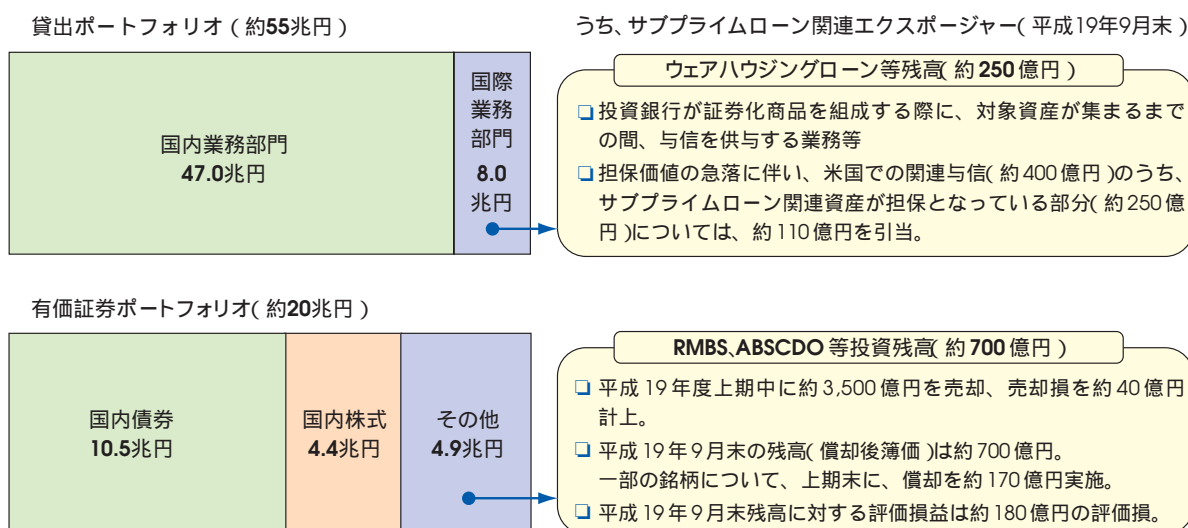 貸出ポートフォリオ（約55兆円）
うち、サブプライムローン関連エクスポージャー（平成19年9月末）
国内業務部門
47.0兆円
国際
業務
部門
8.0
兆円
ウェアハウジングローン等残高（約250億円）
❏投資銀行が証券化商品を組成する際に、対象資産が集まるまで
の間、与信を供与する業務等
❏担保価値の急落に伴い、米国での関連与信（約400億円）のうち、
サブプライムローン関連資産が担保となっている部分（約250億
円）については、約110億円を引当。
有価証券ポートフォリオ（約20兆円）
国内債券
10.5兆円
国内株式
4.4兆円
その他
4.9兆円
RMBS、ABSCDO等投資残高（約700億円）
❏平成19年度上期中に約3,500億円を売却、売却損を約40億円
計上。
❏平成19年9月末の残高（償却後簿価）は約700億円。
一部の銘柄について、上期末に、償却を約170億円実施。
❏平成19年9月末残高に対する評価損益は約180億円の評価損。